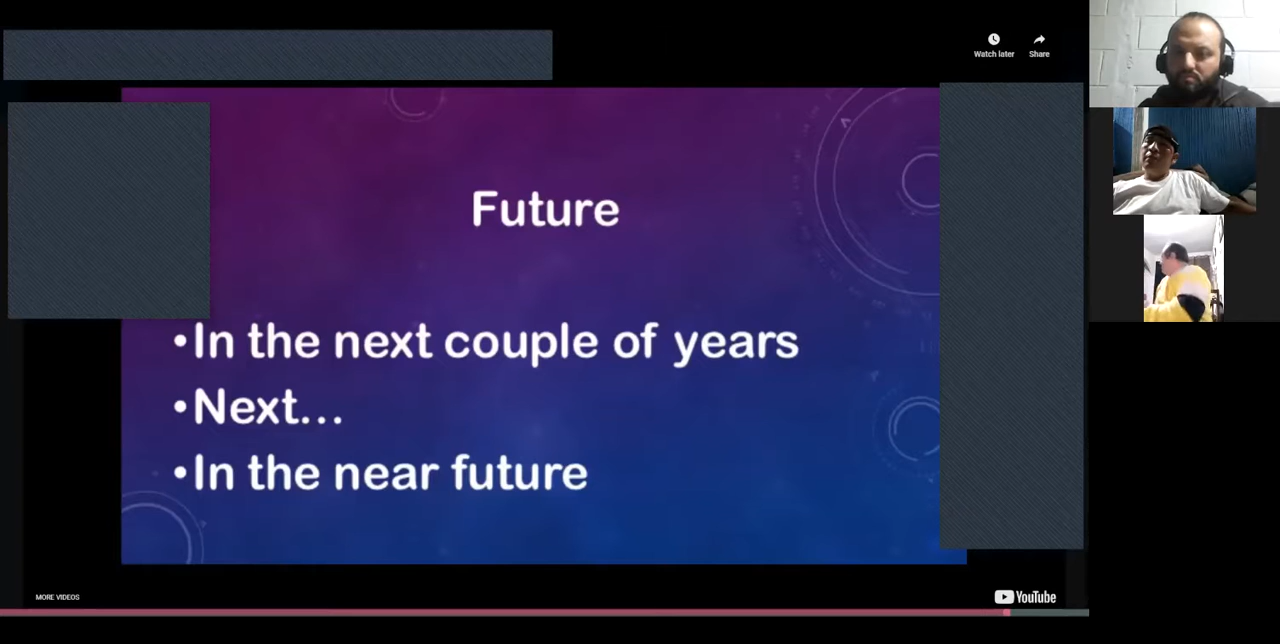 Watch later
Share
Future
•In the next couple of years
•Next...
•In the near future
MORE VIDEOS
YouTube